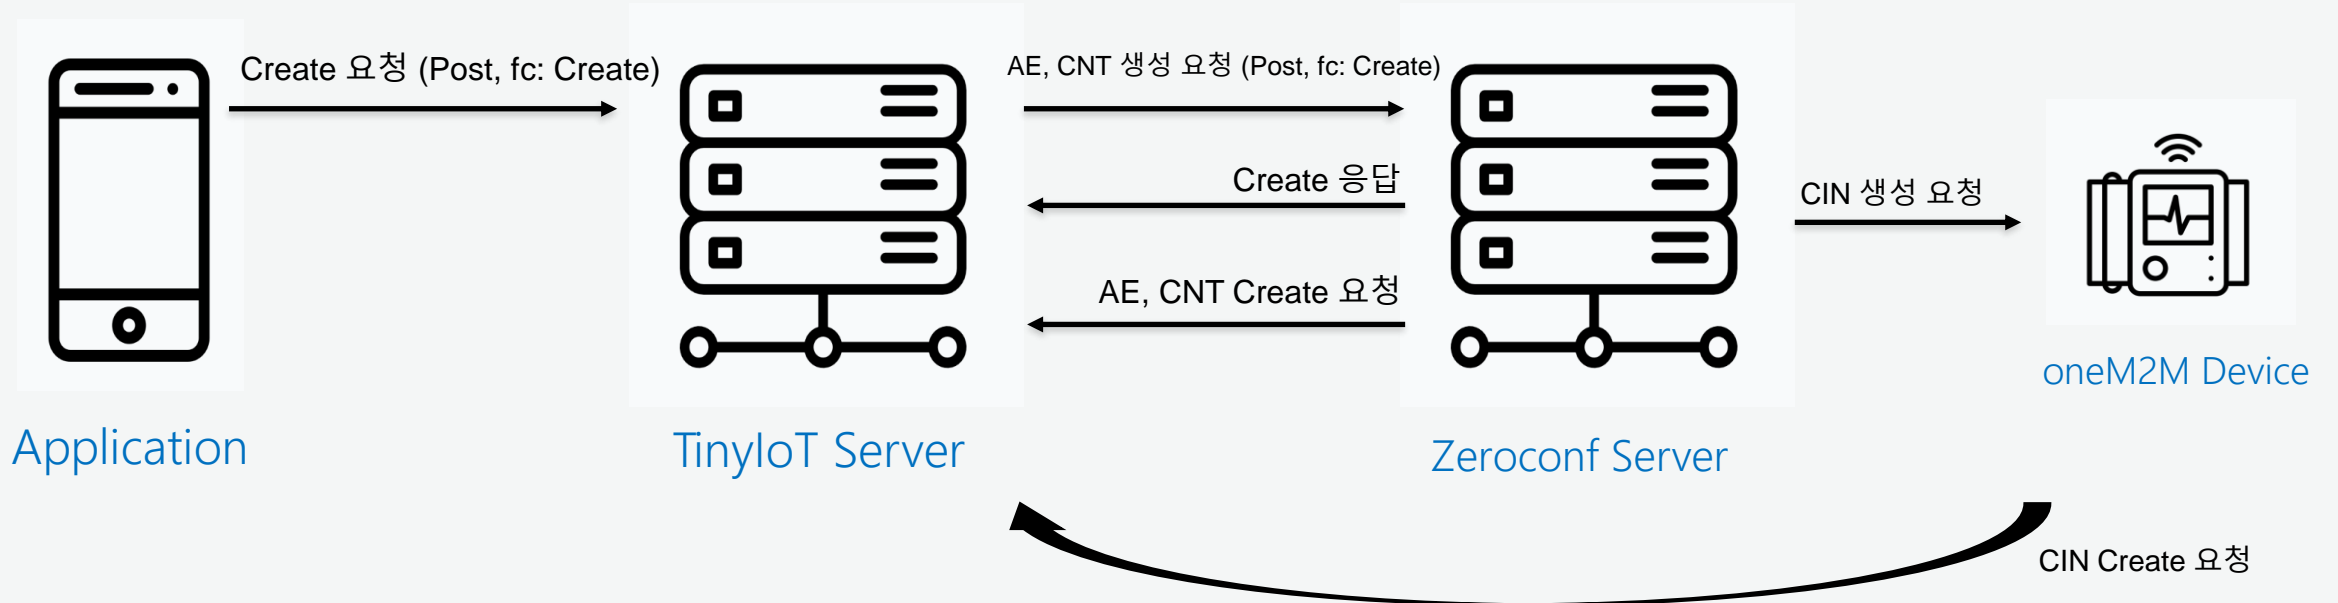 Create 요청 (Post, fc: Create)
AE, CNT 생성 요청 (Post, fc: Create)
Create 응답
CIN 생성 요청
AE, CNT Create 요청
oneM2M Device
Application
TinyIoT Server
Zeroconf Server
CIN Create 요청